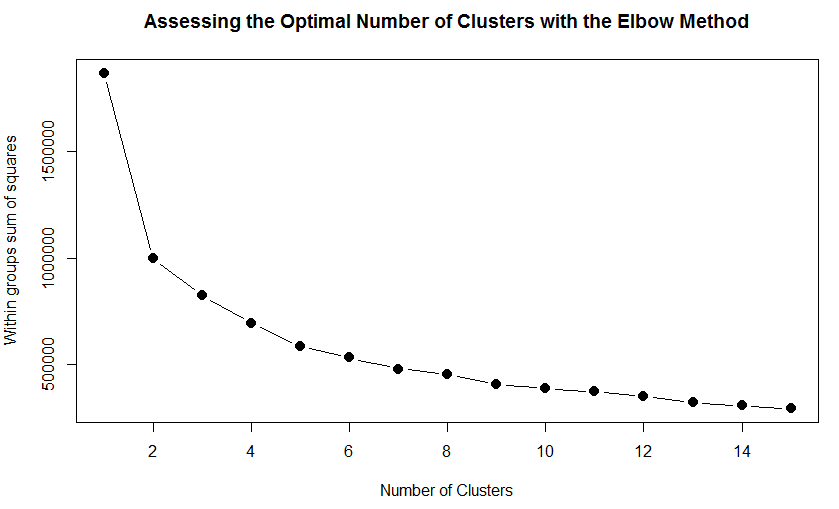 Assessing the Optimal Number of Clusters with the Elbow Method
Within groups sum of squares
1500000
1000000
500000
2 4 6 8 10 12 14
Number of Clusters